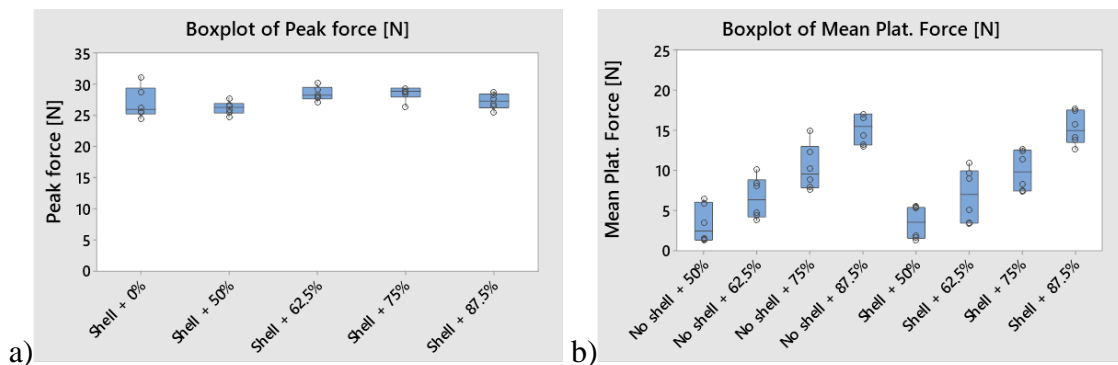 Boxplot of Peak force [N]
Peak force [N]
35
30
25
20
15
10
5
0
Shell + 0%
Shell + 50%
Shell + 62,5%
Shell + 75%
Shell + 87.5%
a)
Boxplot of Mean Plat. Force [N]
Mean Plat. Force [N]
25
20
15
10
5
0
No shell + 50%
No shell + 62.5%
No shell + 75%
No shell + 87.5%
Shell + 50%
Shell + 62.5%
Shell + 75%
Shell + 87.5%
b)